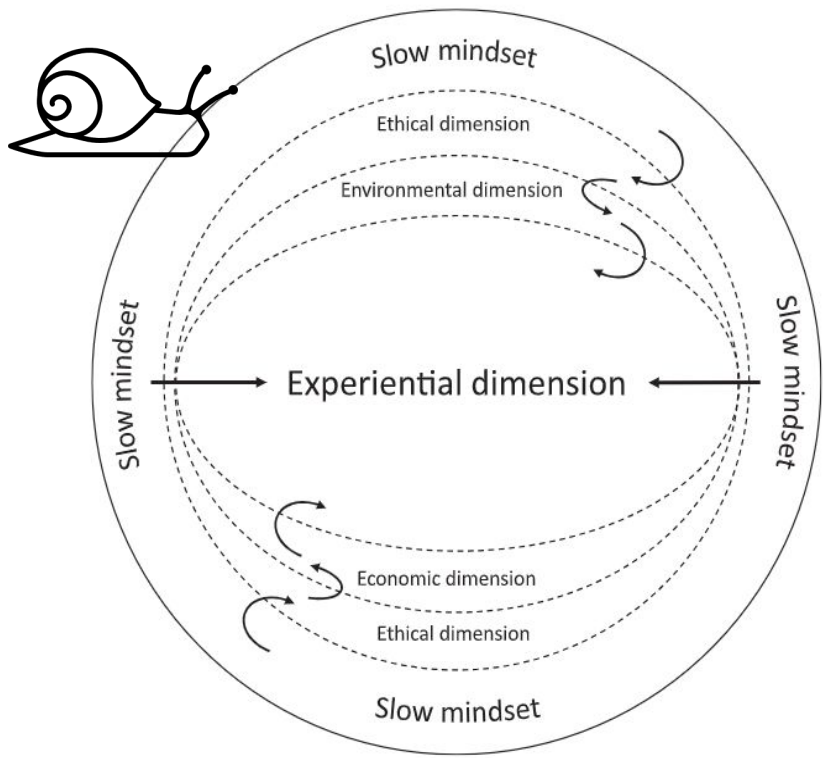 Slow mindset
Ethical dimension
Environmental dimension
Slow mindset
Experiential dimension
Slow mindset
Economic dimension
Ethical dimension
Slow mindset